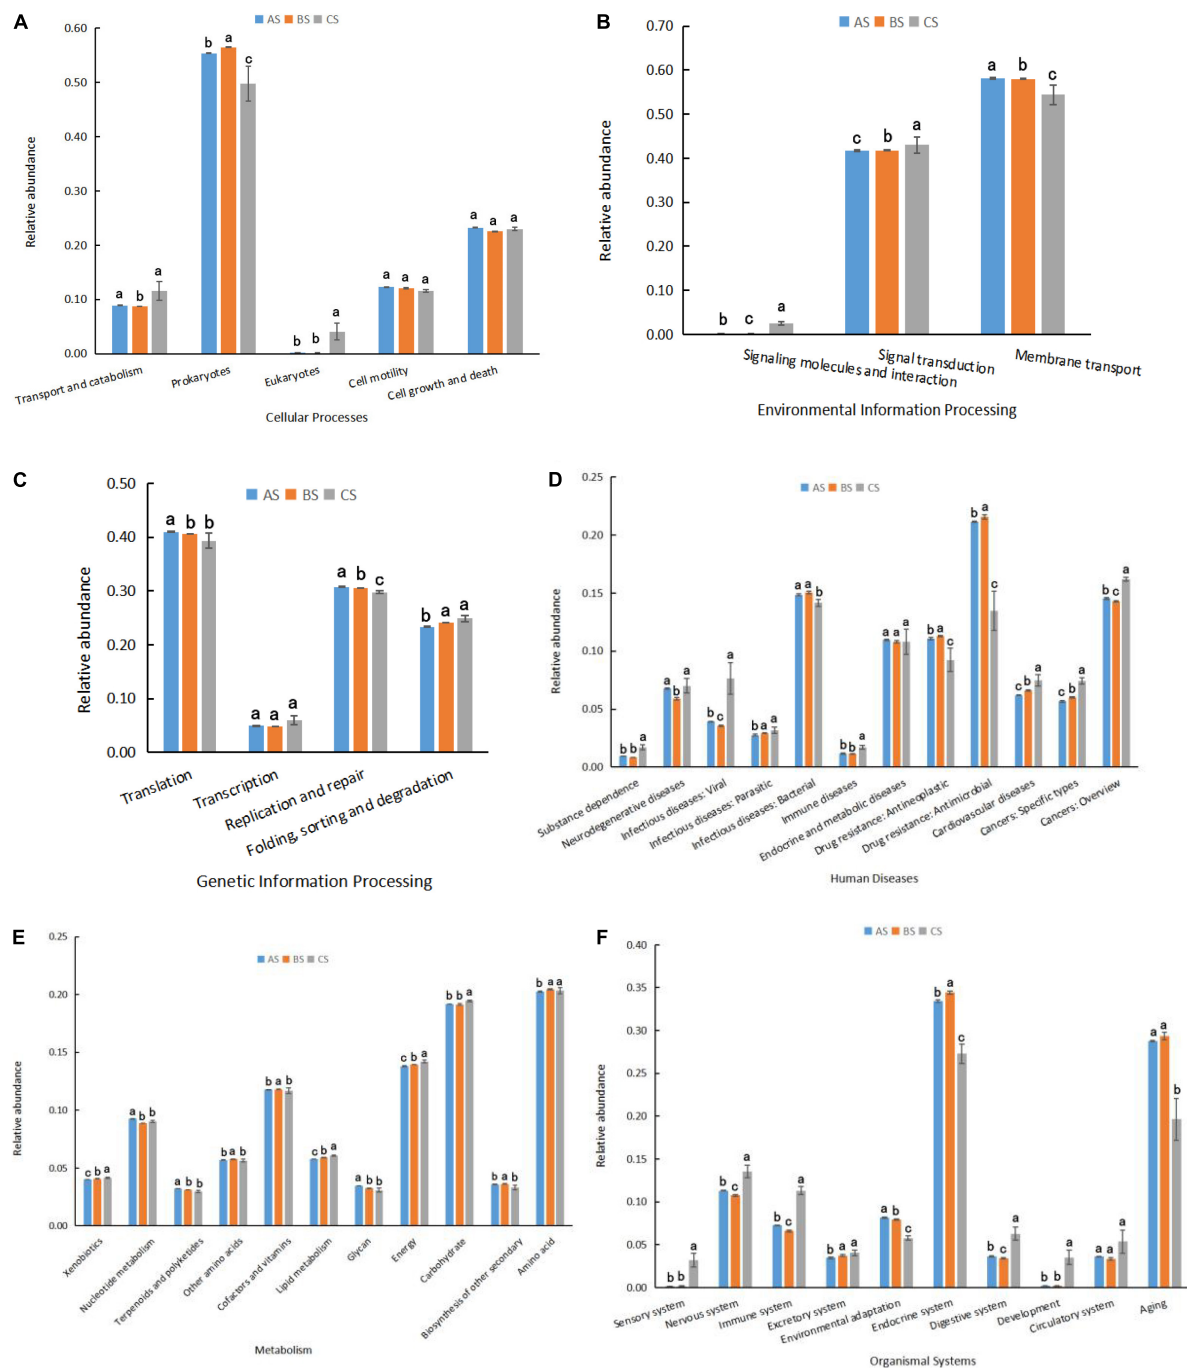 A
AS BS CS
Relative abundance
0.60
0.50
0.40
0.30
0.20
0.10
0.00
b a c
a b a
b b a
a a a
a a a
Transport and catabolism
Prokaryotes
Eukaryotes
Cell motility
Cell growth and death
Cellular Processes
B
AS BS CS
Relative abundance
0.70
0.60
0.50
0.40
0.30
0.20
0.10
0.00
b c a
c b a
a b c
Signaling molecules and interaction
Signal transduction
Membrane transport
Environmental Information Processing
C
AS BS CS
Relative abundance
0.50
0.40
0.30
0.20
0.10
0.00
a b b
a a a
a b c
b a a
Translation
Transcription
Replication and repair
Folding, sorting and degradation
Genetic Information Processing
D
AS BS CS
Relative abundance
0.25
0.20
0.15
0.10
0.05
0.00
b b a
a b a
b c a
b a a
a a b
b b a
a a a
b a c
b a c
c b a
c b a
b c a
Substance dependence
Neurodegenerative diseases
Infectious diseases: Viral
Infectious diseases: Parasitic
Infectious diseases: Bacterial
Immune diseases
Endocrine and metabolic diseases
Drug resistance: Antineoplastic
Drug resistance: Antimicrobial
Cardiovascular diseases
Cancers: Specific types
Cancers: Overview
Human Diseases
E
AS BS CS
Relative abundance
0.25
0.20
0.15
0.10
0.05
0.00
c b a
a b b
a b b
b a b
b a b
c b a
a b b
c b a
b b a
b a b
b a a
Xenobiotics
Nucleotide metabolism
Terpenoids and polyketides
Other amino acids
Cofactors and vitamins
Lipid metabolism
Glycan
Energy
Carbohydrate
Biosynthesis of other secondary
Amino acid
Metabolism
F
AS BS CS
Relative abundance
0.40
0.35
0.30
0.25
0.20
0.15
0.10
0.05
0.00
b b a
b c a
b c a
b a a
a b c
b a c
b c a
b b a
a a a
a a b
Sensory system
Nervous system
Immune system
Excretory system
Environmental adaptation
Endocrine system
Digestive system
Development
Circulatory system
Aging
Organismal Systems